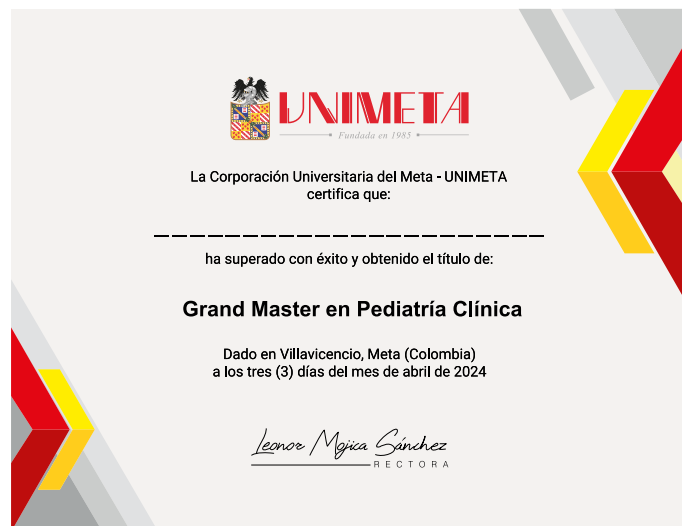 UNIMETA
Fundada en 1985
La Corporación Universitaria del Meta - UNIMETA
certifica que:
ha superado con éxito y obtenido el título de:
Grand Master en Pediatría Clínica
Dado en Villavicencio, Meta (Colombia)
a los tres (3) días del mes de abril de 2024
Leonor Mojica Sánchez
RECTORA